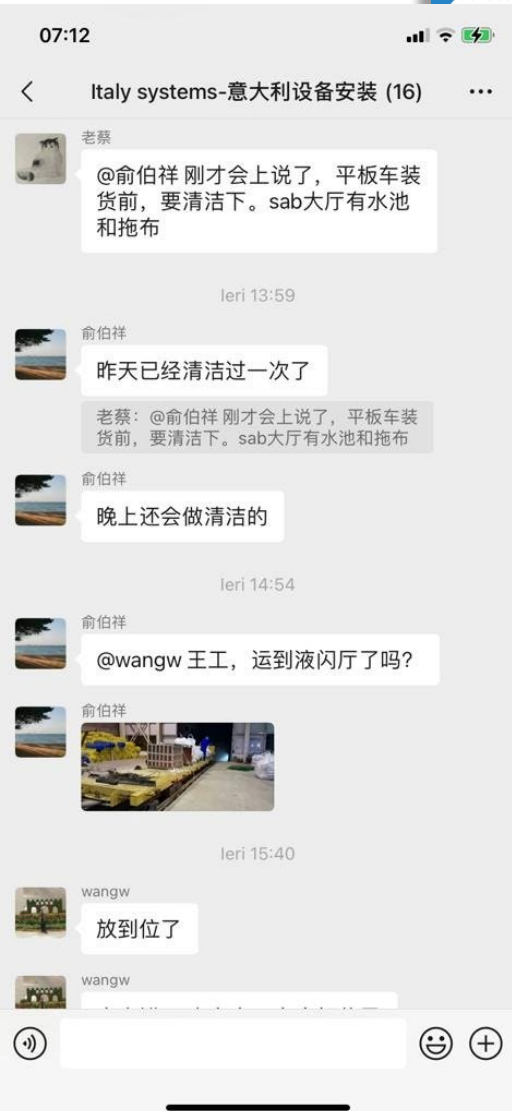 07:12
Italy systems-意大利设备安装 (16)
老蔡
@俞伯祥 刚才会上说了，平板车装
货前，要清洁下。sab大厅有水池
和拖布
Ieri 13:59
俞伯祥
昨天已经清洁过一次了
老蔡：@俞伯祥 刚才会上说了，平板车装
货前，要清洁下。sab大厅有水池和拖布
俞伯祥
晚上还会做清洁的
Ieri 14:54
俞伯祥
@wangw 王工，运到液闪厅了吗？
俞伯祥
Ieri 15:40
wangw
放到位了
wangw